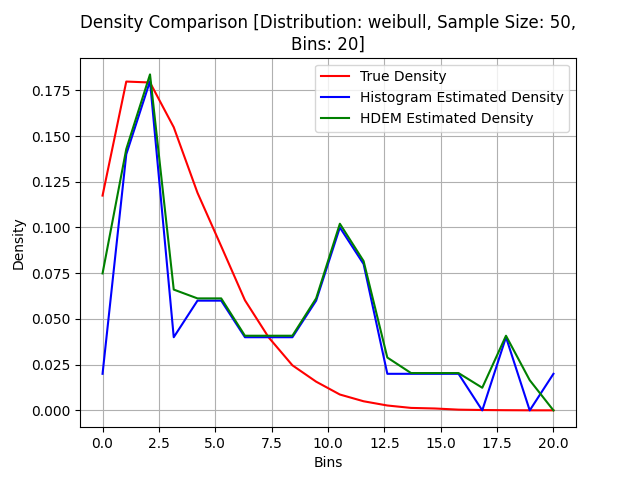 Density Comparison [Distribution: weibull, Sample Size: 50,
Bins: 20]
True Density
Histogram Estimated Density
HDEM Estimated Density
Density
0.175
0.150
0.125
0.100
0.075
0.050
0.025
0.000
0.0 2.5 5.0 7.5 10.0 12.5 15.0 17.5 20.0
Bins